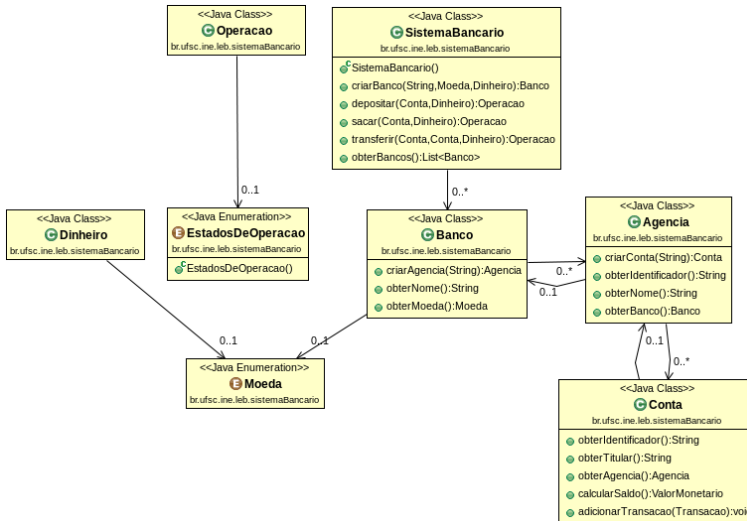 <<Java Class>>
Operacao
br.ufsc.ine.leb.sistemaBancario
<<Java Class>>
SistemaBancario
br.ufsc.ine.leb.sistemaBancario
SistemaBancario()
criarBanco(String,Moeda,Dinheiro):Banco
depositar(Conta,Dinheiro):Operacao
sacar(Conta,Dinheiro):Operacao
transferir(Conta,Conta,Dinheiro):Operacao
obterBancos():List<Banco>
0..1
0..*
<<Java Class>>
Dinheiro
br.ufsc.ine.leb.sistemaBancario
<<Java Enumeration>>
EstadosDeOperacao
br.ufsc.ine.leb.sistemaBancario
EstadosDeOperacao()
<<Java Class>>
Banco
br.ufsc.ine.leb.sistemaBancario
criarAgencia(String):Agencia
obterNome():String
obterMoeda():Moeda
<<Java Class>>
Agencia
br.ufsc.ine.leb.sistemaBancario
criarConta(String):Conta
obterIdentificador():String
obterNome():String
obterBanco():Banco
0..*
0..1
0..1
0..1
0..1
0..*
<<Java Enumeration>>
Moeda
br.ufsc.ine.leb.sistemaBancario
<<Java Class>>
Conta
br.ufsc.ine.leb.sistemaBancario
obterIdentificador():String
obterTitular():String
obterAgencia():Agencia
calcularSaldo():ValorMonetario
adicionarTransacao(Transacao):voi